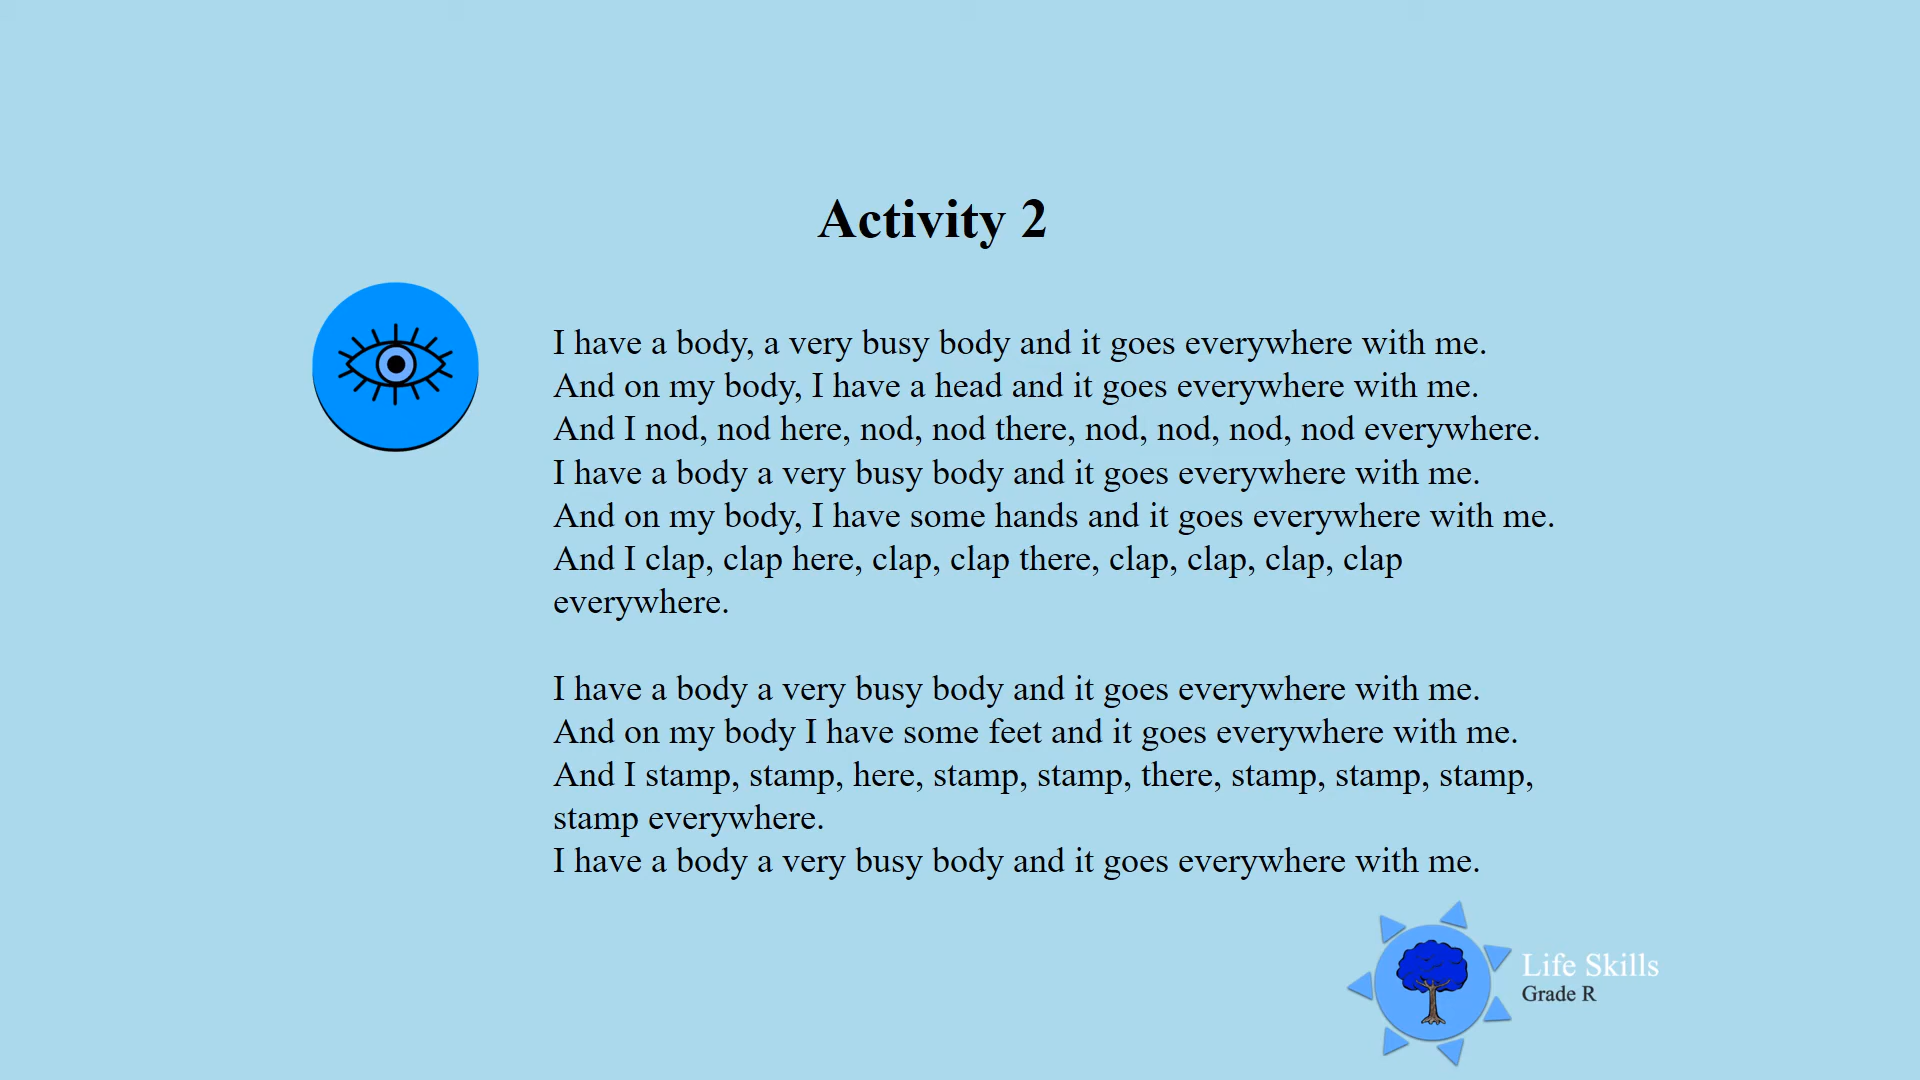 Activity 2
I have a body, a very busy body and it goes everywhere with me.
And on my body, I have a head and it goes everywhere with me.
And I nod, nod here, nod, nod there, nod, nod, nod, nod everywhere.
I have a body a very busy body and it goes everywhere with me.
And on my body, I have some hands and it goes everywhere with me.
And I clap, clap here, clap, clap there, clap, clap, clap, clap
everywhere.
I have a body a very busy body and it goes everywhere with me.
And on my body I have some feet and it goes everywhere with me.
And I stamp, stamp, here, stamp, stamp, there, stamp, stamp, stamp,
stamp everywhere.
I have a body a very busy body and it goes everywhere with me.
Life Skills
Grade R